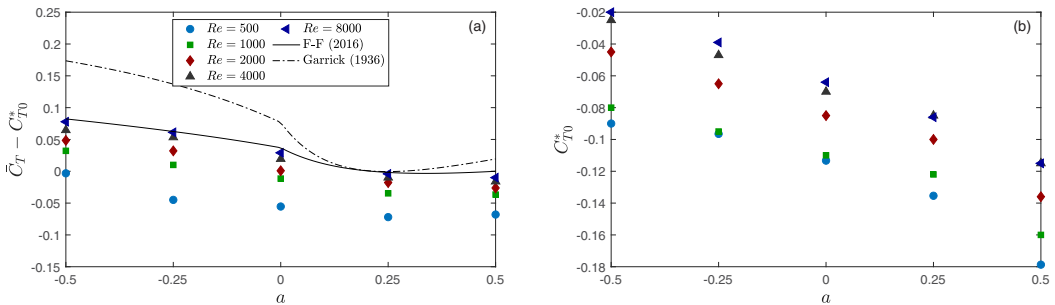 (a)
Re = 500
Re = 1000
Re = 2000
Re = 4000
Re = 8000
F-F (2016)
Garrick (1936)
0.25
0.2
0.15
0.1
0.05
0
-0.05
-0.1
-0.15
C̄_T − C*_{T0}
-0.5
-0.25
0
0.25
0.5
a
(b)
-0.02
-0.04
-0.06
-0.08
-0.1
-0.12
-0.14
-0.16
-0.18
C*_{T0}
-0.5
-0.25
0
0.25
0.5
a